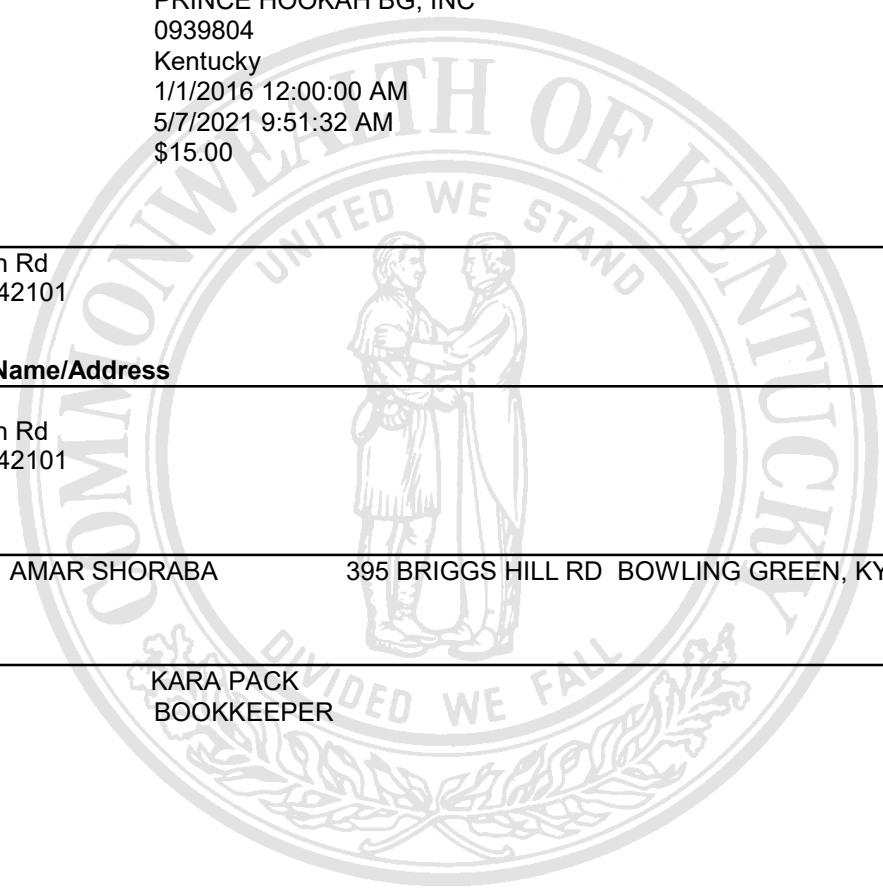 PRINCE HOOKAH BG, INC
0939804
Kentucky
1/1/2016 12:00:00 AM
5/7/2021 9:51:32 AM
$15.00
Rd
42101
Name/Address
Rd
42101
AMAR SHORABA 395 BRIGGS HILL RD BOWLING GREEN, KY
KARA PACK
BOOKKEEPER
COMMONWEALTH OF KENTUCKY
UNITED WE STAND
DIVIDED WE FALL